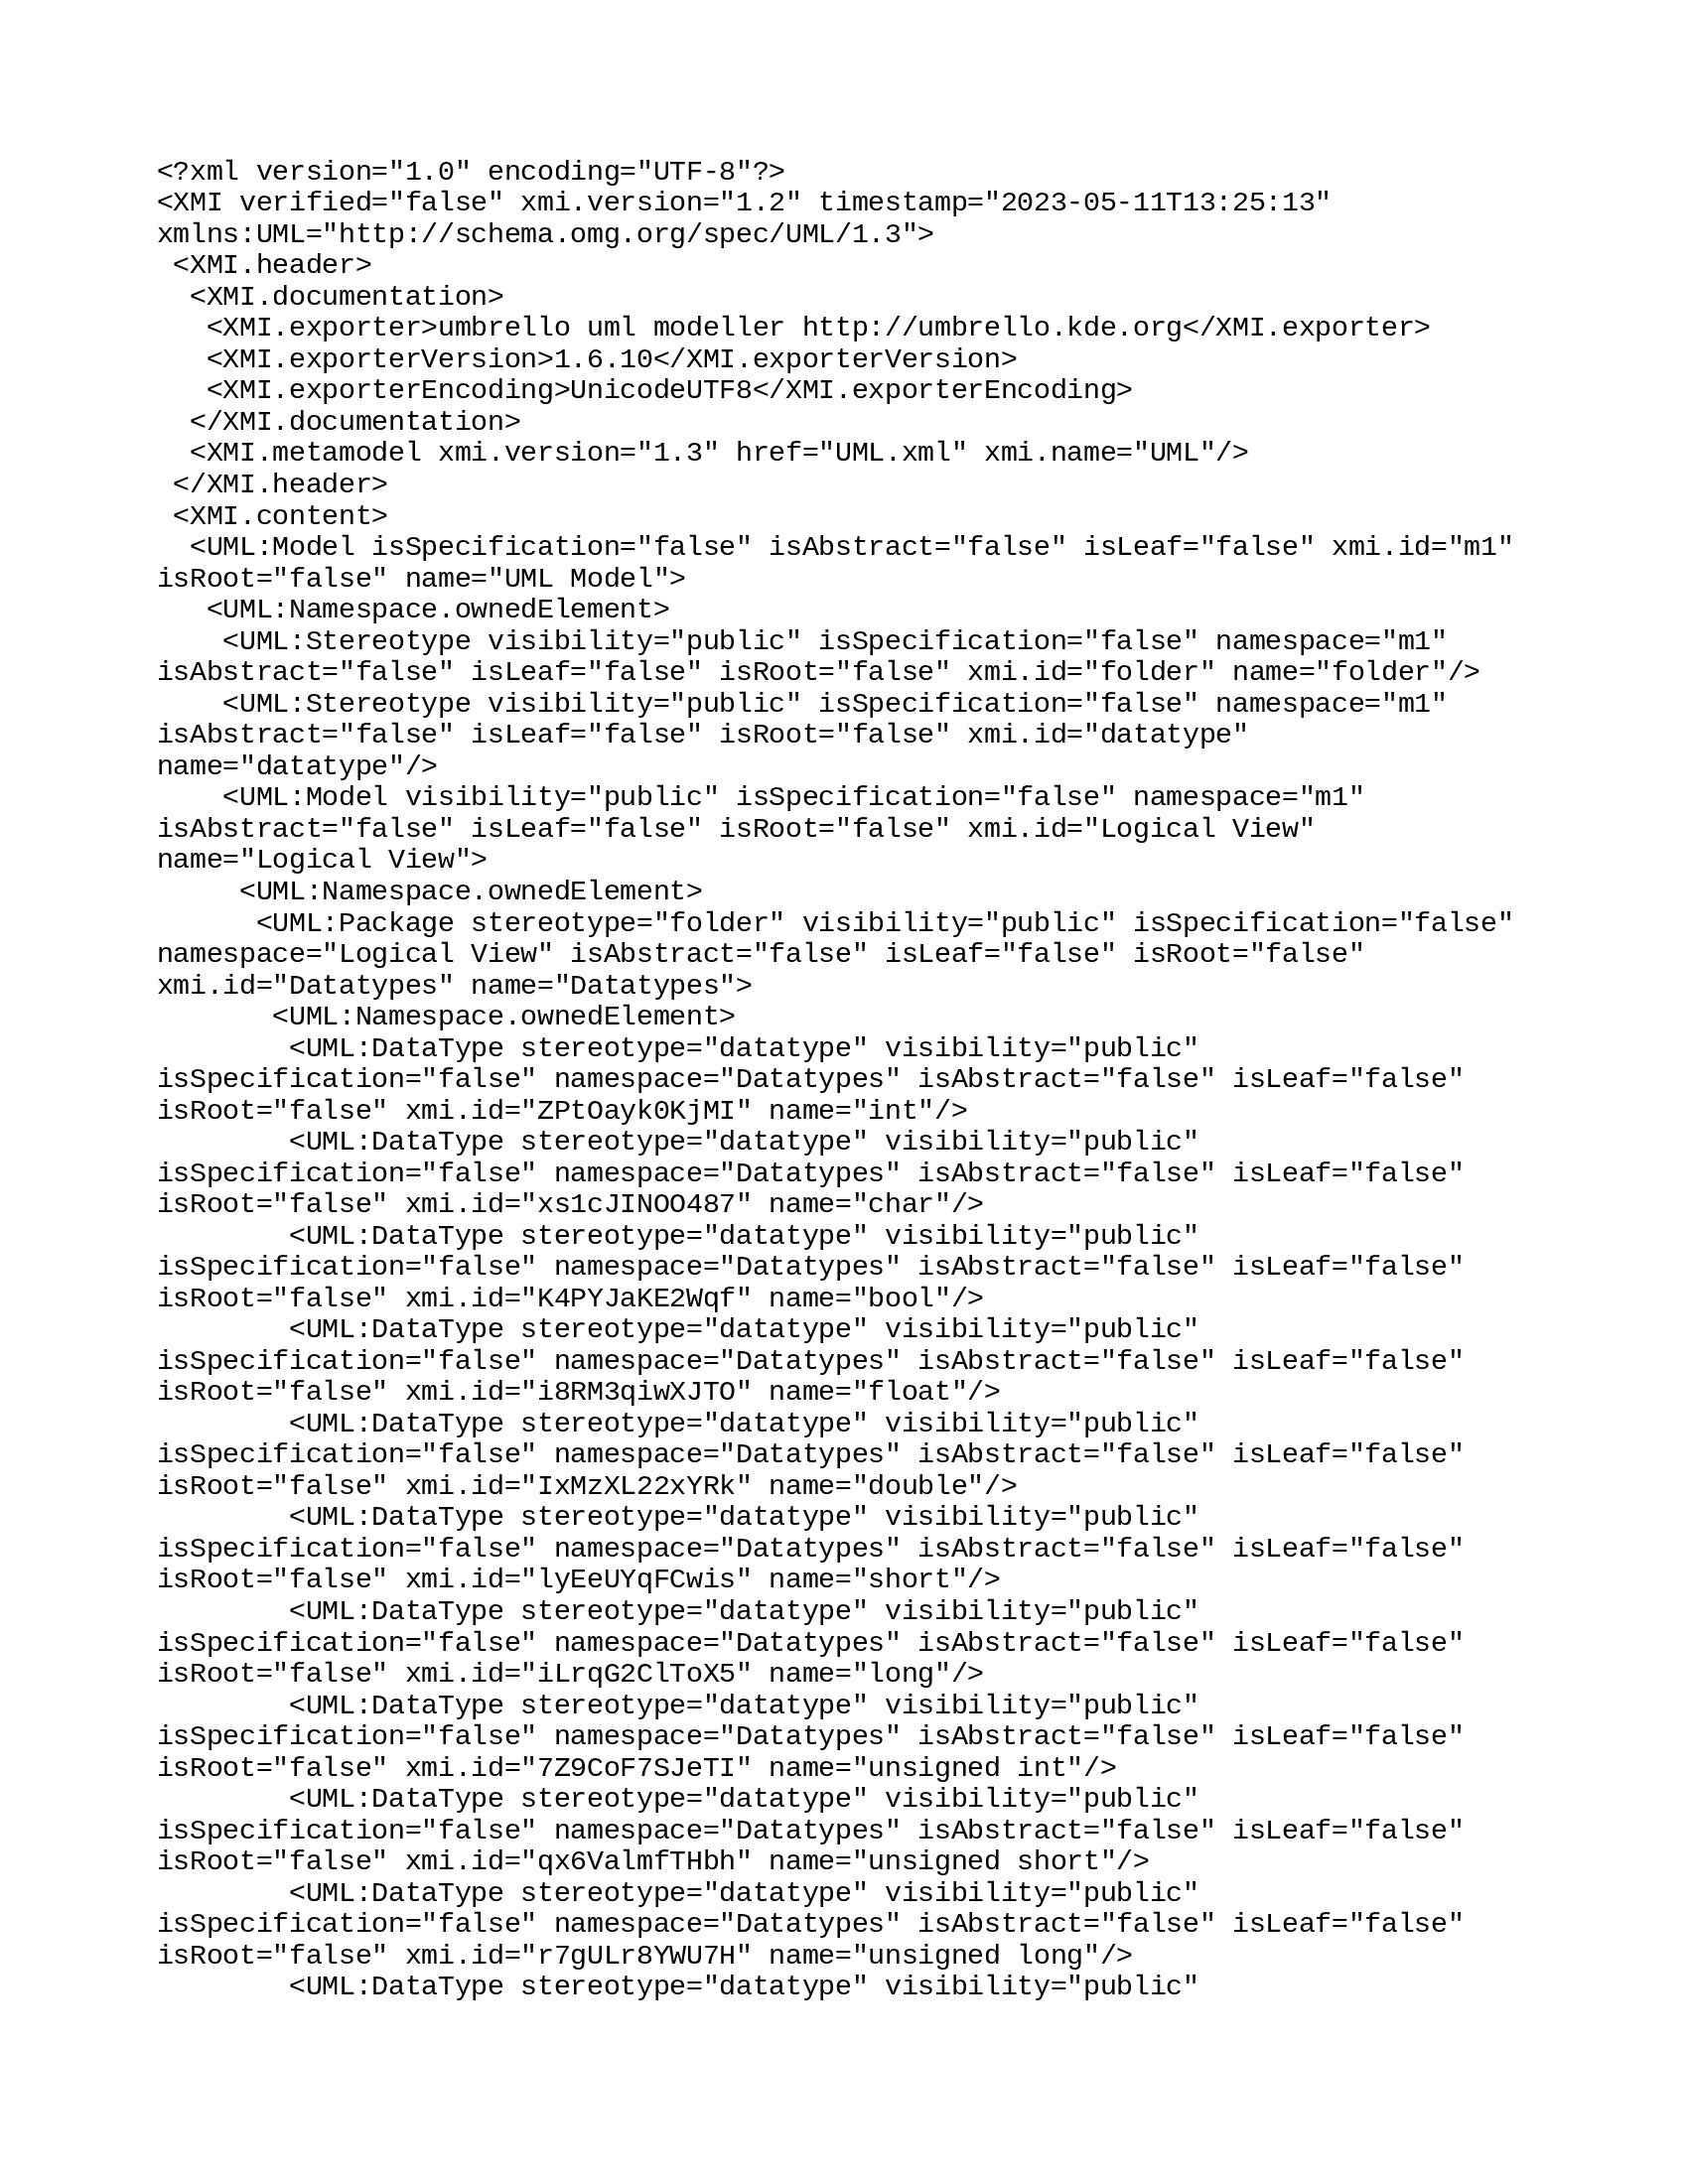 <?xml version="1.0" encoding="UTF-8"?>
<XMI verified="false" xmi.version="1.2" timestamp="2023-05-11T13:25:13"
xmlns:UML="http://schema.omg.org/spec/UML/1.3">
 <XMI.header>
  <XMI.documentation>
   <XMI.exporter>umbrello uml modeller http://umbrello.kde.org</XMI.exporter>
   <XMI.exporterVersion>1.6.10</XMI.exporterVersion>
   <XMI.exporterEncoding>UnicodeUTF8</XMI.exporterEncoding>
  </XMI.documentation>
  <XMI.metamodel xmi.version="1.3" href="UML.xml" xmi.name="UML"/>
 </XMI.header>
 <XMI.content>
  <UML:Model isSpecification="false" isAbstract="false" isLeaf="false" xmi.id="m1"
isRoot="false" name="UML Model">
   <UML:Namespace.ownedElement>
    <UML:Stereotype visibility="public" isSpecification="false" namespace="m1"
isAbstract="false" isLeaf="false" isRoot="false" xmi.id="folder" name="folder"/>
    <UML:Stereotype visibility="public" isSpecification="false" namespace="m1"
isAbstract="false" isLeaf="false" isRoot="false" xmi.id="datatype"
name="datatype"/>
    <UML:Model visibility="public" isSpecification="false" namespace="m1"
isAbstract="false" isLeaf="false" isRoot="false" xmi.id="Logical View"
name="Logical View">
     <UML:Namespace.ownedElement>
      <UML:Package stereotype="folder" visibility="public" isSpecification="false"
namespace="Logical View" isAbstract="false" isLeaf="false" isRoot="false"
xmi.id="Datatypes" name="Datatypes">
       <UML:Namespace.ownedElement>
        <UML:DataType stereotype="datatype" visibility="public"
isSpecification="false" namespace="Datatypes" isAbstract="false" isLeaf="false"
isRoot="false" xmi.id="ZPtOayk0KjMI" name="int"/>
        <UML:DataType stereotype="datatype" visibility="public"
isSpecification="false" namespace="Datatypes" isAbstract="false" isLeaf="false"
isRoot="false" xmi.id="xs1cJINOO487" name="char"/>
        <UML:DataType stereotype="datatype" visibility="public"
isSpecification="false" namespace="Datatypes" isAbstract="false" isLeaf="false"
isRoot="false" xmi.id="K4PYJaKE2Wqf" name="bool"/>
        <UML:DataType stereotype="datatype" visibility="public"
isSpecification="false" namespace="Datatypes" isAbstract="false" isLeaf="false"
isRoot="false" xmi.id="i8RM3qiwXJTO" name="float"/>
        <UML:DataType stereotype="datatype" visibility="public"
isSpecification="false" namespace="Datatypes" isAbstract="false" isLeaf="false"
isRoot="false" xmi.id="IxMzXL22xYRk" name="double"/>
        <UML:DataType stereotype="datatype" visibility="public"
isSpecification="false" namespace="Datatypes" isAbstract="false" isLeaf="false"
isRoot="false" xmi.id="lyEeUYqFCwis" name="short"/>
        <UML:DataType stereotype="datatype" visibility="public"
isSpecification="false" namespace="Datatypes" isAbstract="false" isLeaf="false"
isRoot="false" xmi.id="iLrqG2ClToX5" name="long"/>
        <UML:DataType stereotype="datatype" visibility="public"
isSpecification="false" namespace="Datatypes" isAbstract="false" isLeaf="false"
isRoot="false" xmi.id="7Z9CoF7SJeTI" name="unsigned int"/>
        <UML:DataType stereotype="datatype" visibility="public"
isSpecification="false" namespace="Datatypes" isAbstract="false" isLeaf="false"
isRoot="false" xmi.id="qx6ValmfTHbh" name="unsigned short"/>
        <UML:DataType stereotype="datatype" visibility="public"
isSpecification="false" namespace="Datatypes" isAbstract="false" isLeaf="false"
isRoot="false" xmi.id="r7gULr8YWU7H" name="unsigned long"/>
        <UML:DataType stereotype="datatype" visibility="public"